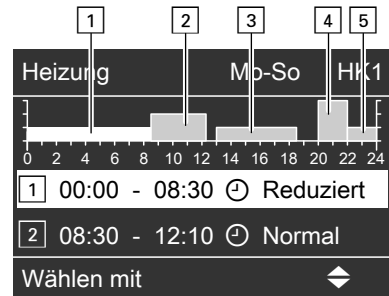 1 2 3 4 5
Heizung Mo-So HK1
0 2 4 6 8 10 12 14 16 18 20 22 24
1 00:00 - 08:30 Reduziert
2 08:30 - 12:10 Normal
Wählen mit